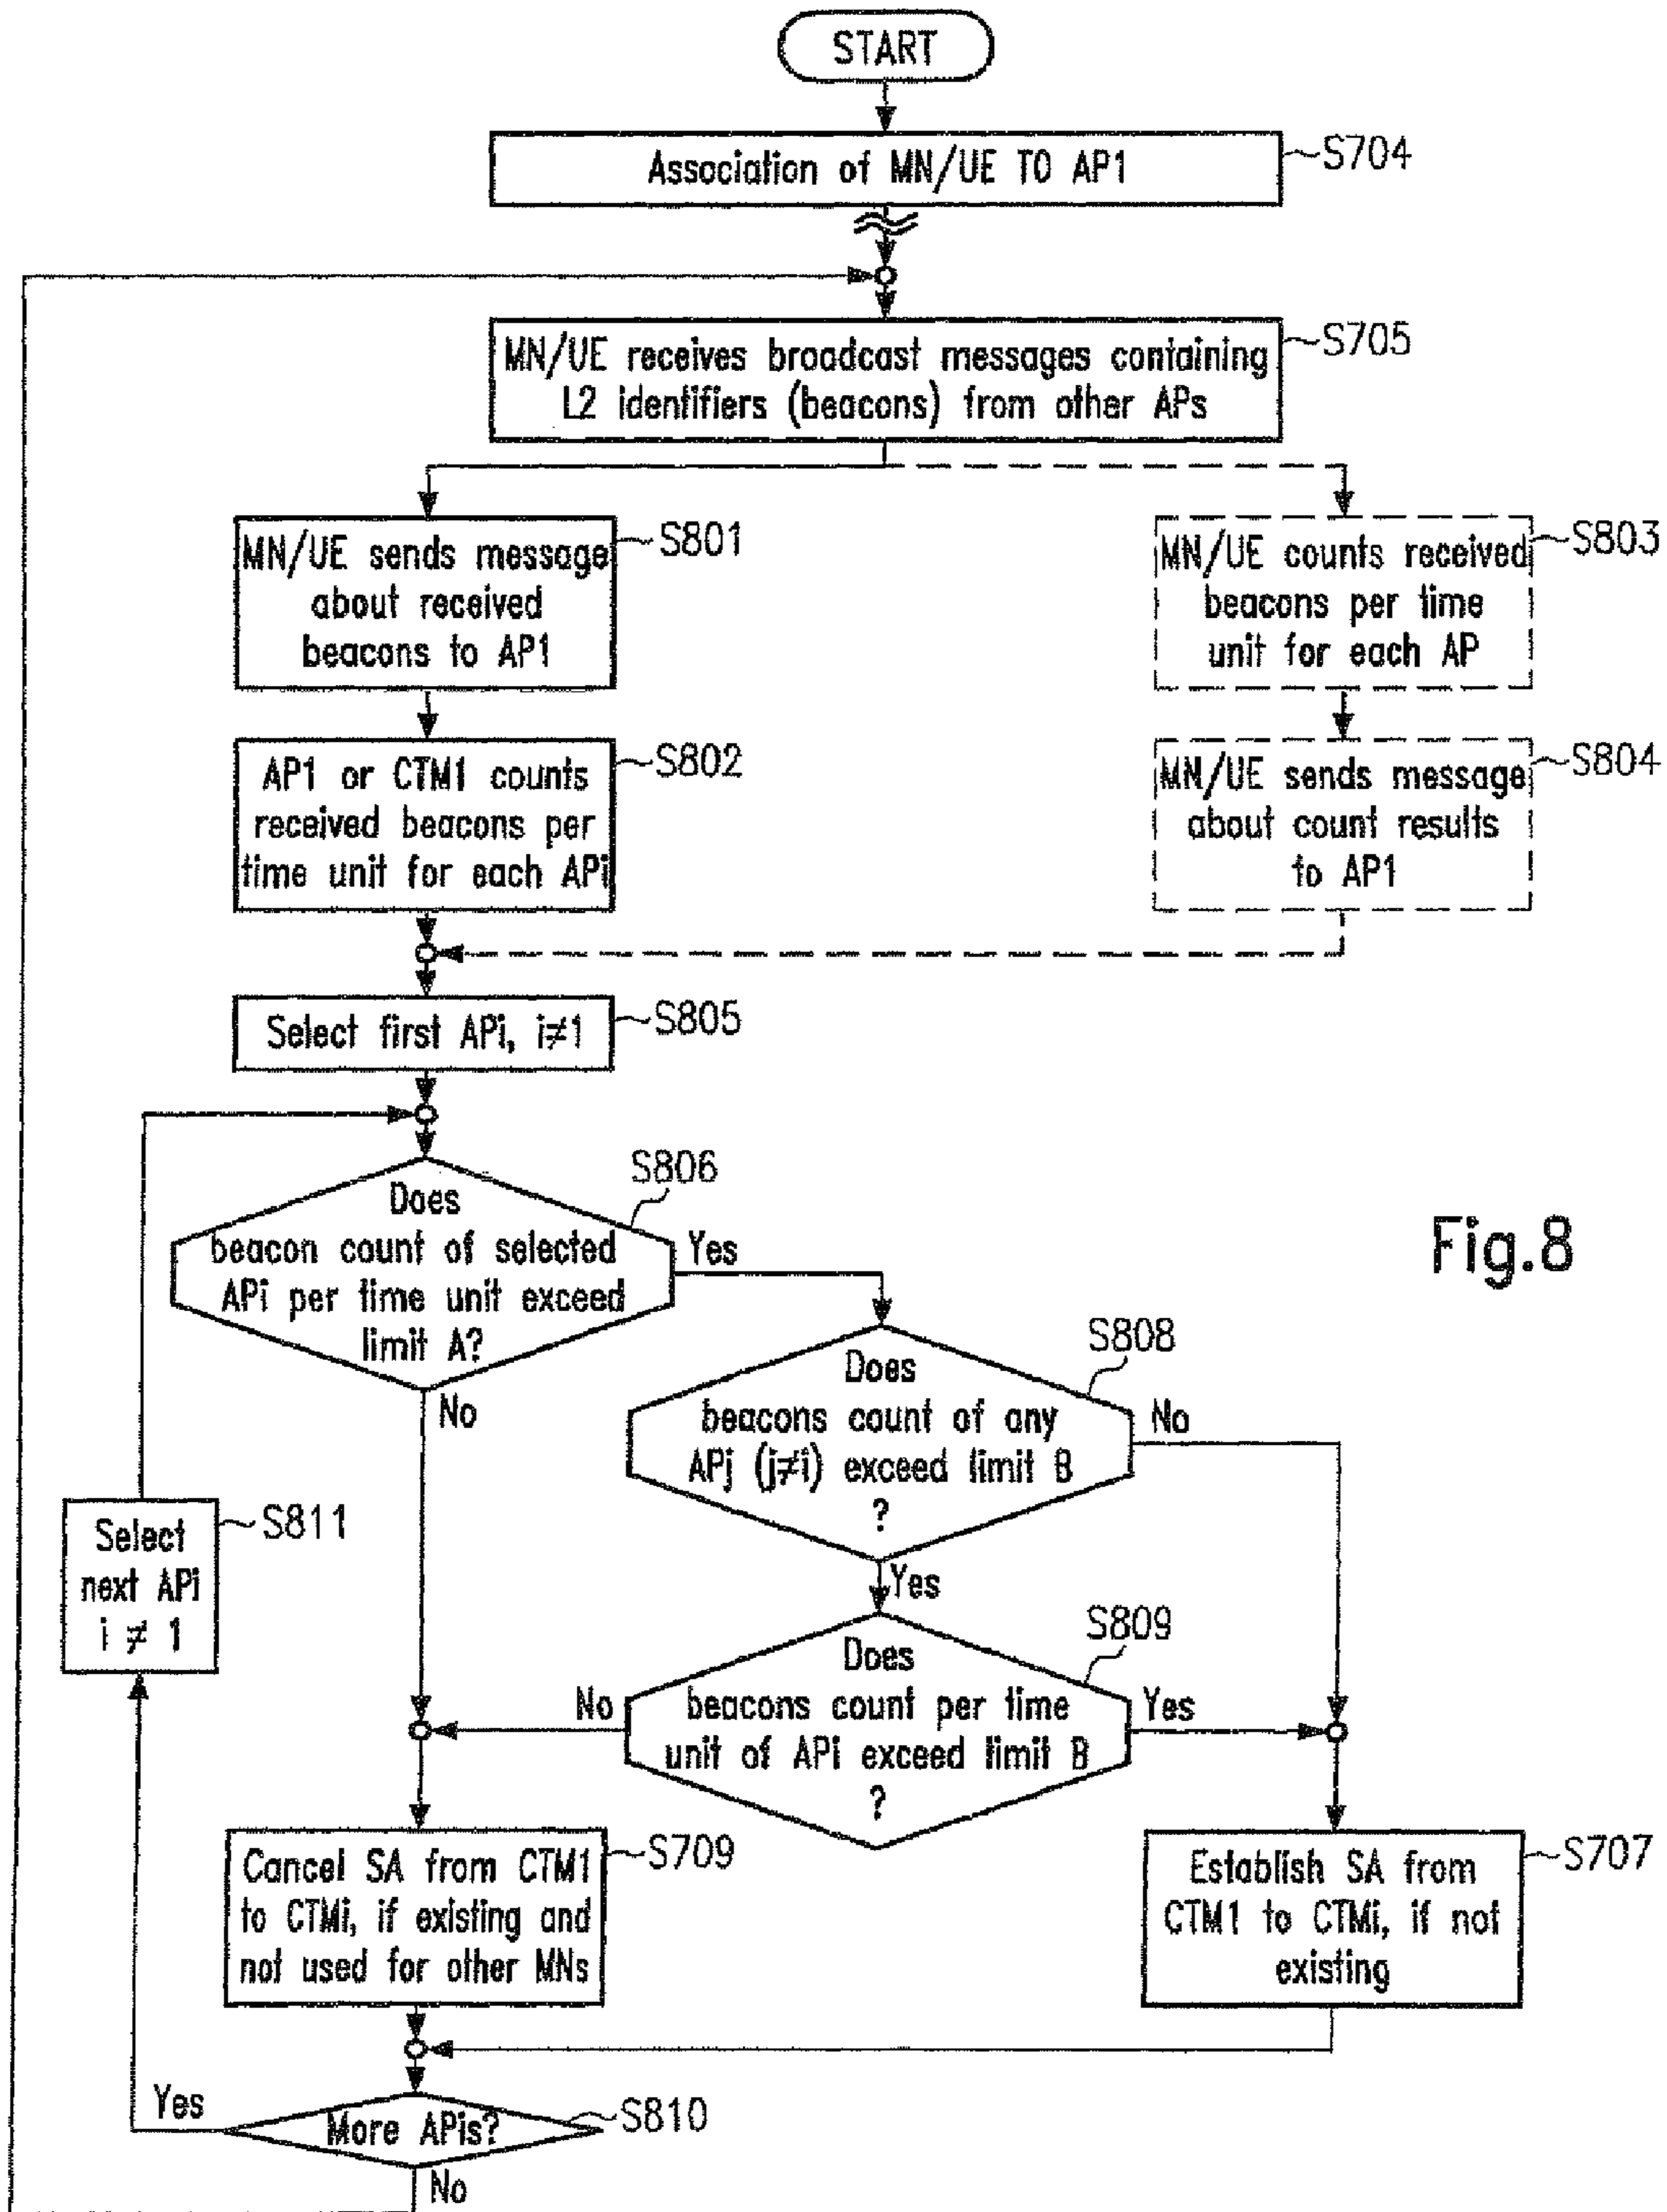 START
Association of MN/UE TO AP1
S704
MN/UE receives broadcast messages containing
L2 identifiers (beacons) from other APs
S705
MN/UE sends message
about received
beacons to AP1
S801
MN/UE counts received
beacons per time
unit for each AP
S803
AP1 or CTM1 counts
received beacons per
time unit for each APi
S802
MN/UE sends message
about count results
to AP1
S804
Select first APi, i≠1
S805
Does
beacon count of selected
APi per time unit exceed
limit A?
S806
Yes
No
Fig.8
Does
beacons count of any
APj (j≠i) exceed limit B
?
S808
No
Yes
Select
next APi
i ≠ 1
S811
Does
beacons count per time
unit of APi exceed limit B
?
S809
No
Yes
Cancel SA from CTM1
to CTMi, if existing and
not used for other MNs
S709
Establish SA from
CTM1 to CTMi, if not
existing
S707
More APis?
S810
Yes
No